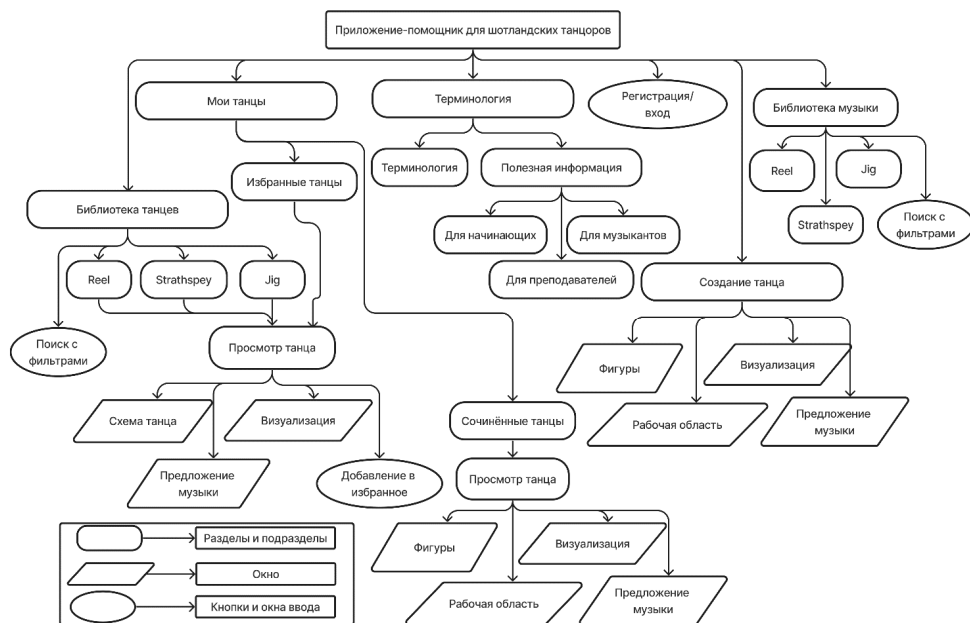 Приложение-помощник для шотландских танцоров
Мои танцы
Терминология
Регистрация/
вход
Библиотека музыки
Терминология
Полезная информация
Reel
Jig
Избранные танцы
Библиотека танцев
Strathspey
Поиск с
фильтрами
Для начинающих
Для музыкантов
Reel
Strathspey
Jig
Для преподавателей
Создание танца
Поиск с
фильтрами
Просмотр танца
Фигуры
Визуализация
Схема танца
Визуализация
Сочинённые танцы
Рабочая область
Предложение
музыки
Предложение
музыки
Добавление в
избранное
Просмотр танца
Разделы и подразделы
Фигуры
Визуализация
Окно
Рабочая область
Предложение
музыки
Кнопки и окна ввода